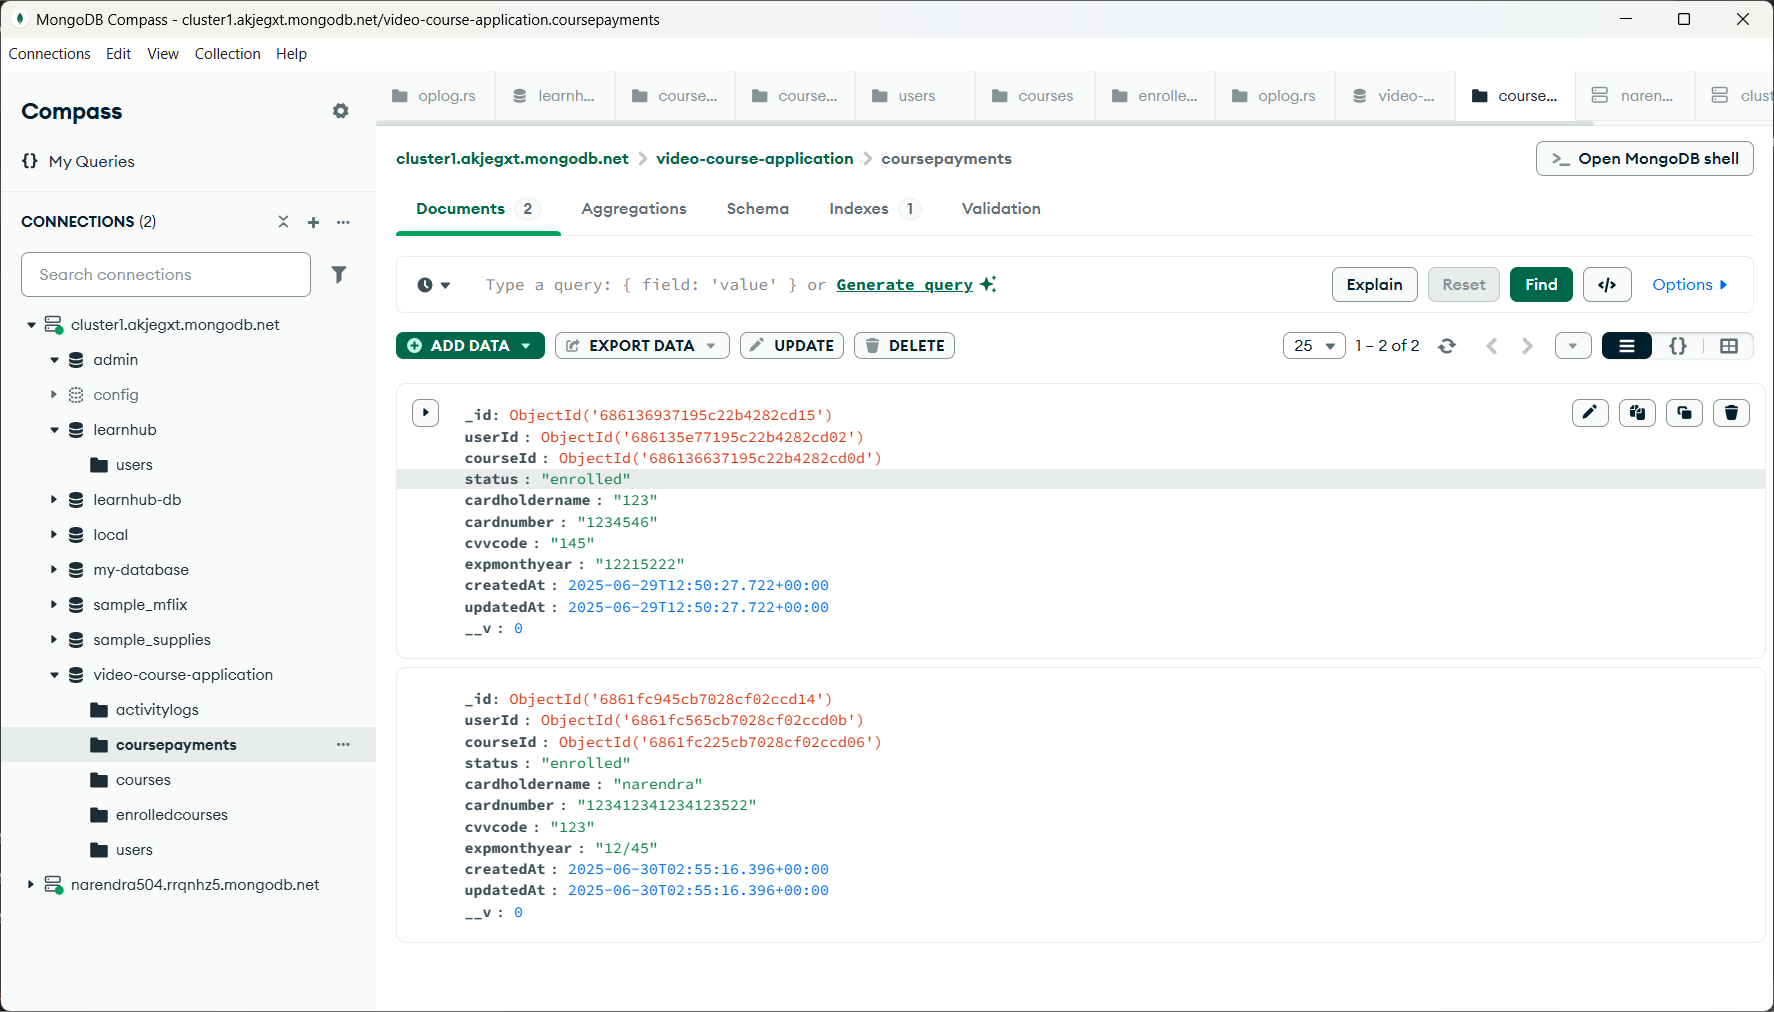 MongoDB Compass - cluster1.akjegxt.mongodb.net/video-course-application.coursepayments
Connections Edit View Collection Help
Compass
My Queries
CONNECTIONS (2)
Search connections
cluster1.akjegxt.mongodb.net
admin
config
learnhub
users
learnhub-db
local
my-database
sample_mflix
sample_supplies
video-course-application
activitylogs
coursepayments
courses
enrolledcourses
users
narendra504.rrqnhz5.mongodb.net
oplog.rs learnh... course... course... users courses enrolle... oplog.rs video-... course... naren... clust
cluster1.akjegxt.mongodb.net > video-course-application > coursepayments
>_ Open MongoDB shell
Documents 2 Aggregations Schema Indexes 1 Validation
Type a query: { field: 'value' } or Generate query
Explain Reset Find </> Options
ADD DATA EXPORT DATA UPDATE DELETE
25 1 – 2 of 2 {}
_id: ObjectId('686136937195c22b4282cd15')
userId : ObjectId('686135e77195c22b4282cd02')
courseId : ObjectId('686136637195c22b4282cd0d')
status : "enrolled"
cardholdername : "123"
cardnumber : "1234546"
cvvcode : "145"
expmonthyear : "12215222"
createdAt : 2025-06-29T12:50:27.722+00:00
updatedAt : 2025-06-29T12:50:27.722+00:00
__v : 0
_id: ObjectId('6861fc945cb7028cf02ccd14')
userId : ObjectId('6861fc565cb7028cf02ccd0b')
courseId : ObjectId('6861fc225cb7028cf02ccd06')
status : "enrolled"
cardholdername : "narendra"
cardnumber : "123412341234123522"
cvvcode : "123"
expmonthyear : "12/45"
createdAt : 2025-06-30T02:55:16.396+00:00
updatedAt : 2025-06-30T02:55:16.396+00:00
__v : 0